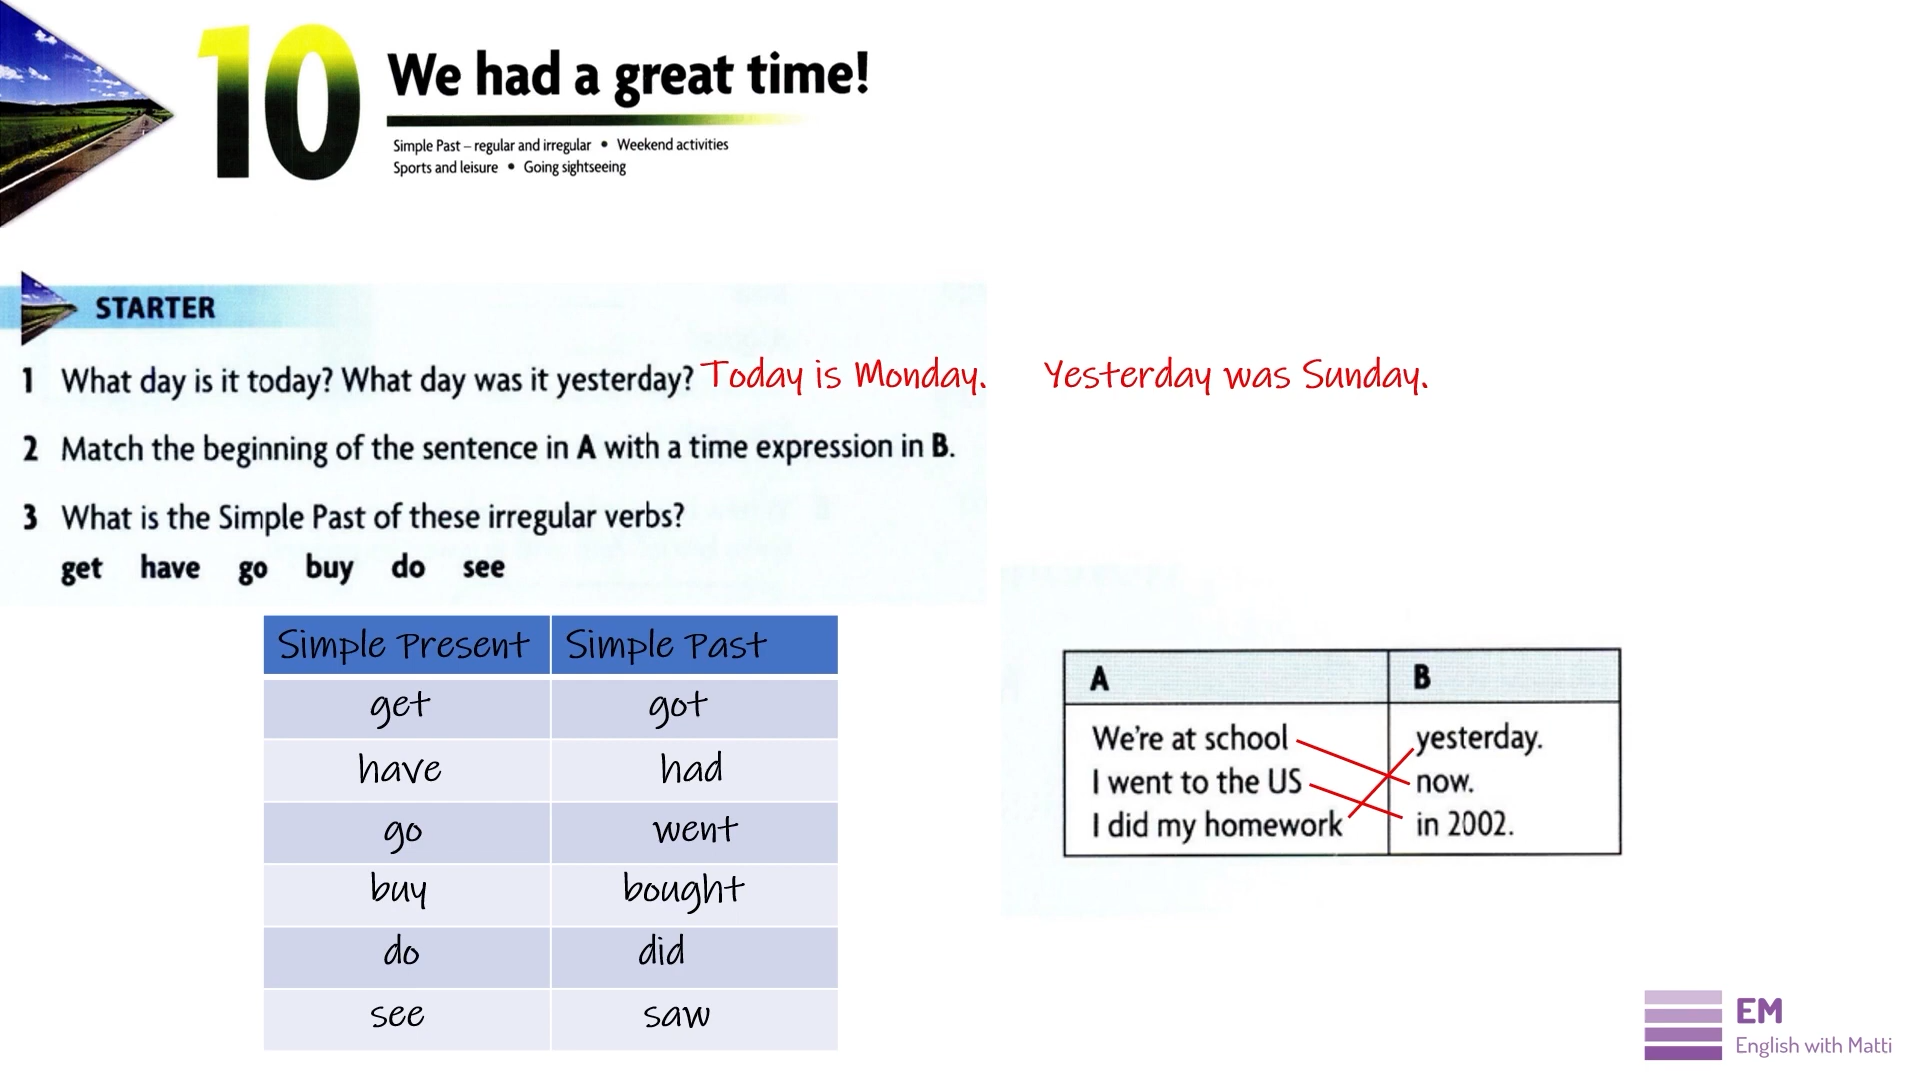 10
We had a great time!
Simple Past – regular and irregular • Weekend activities
Sports and leisure • Going sightseeing
STARTER
1 What day is it today? What day was it yesterday? Today is Monday. Yesterday was Sunday.
2 Match the beginning of the sentence in A with a time expression in B.
3 What is the Simple Past of these irregular verbs?
get have go buy do see
Simple Present Simple Past
get got
have had
go went
buy bought
do did
see saw
A B
We're at school yesterday.
I went to the US now.
I did my homework in 2002.
EM
English with Matti